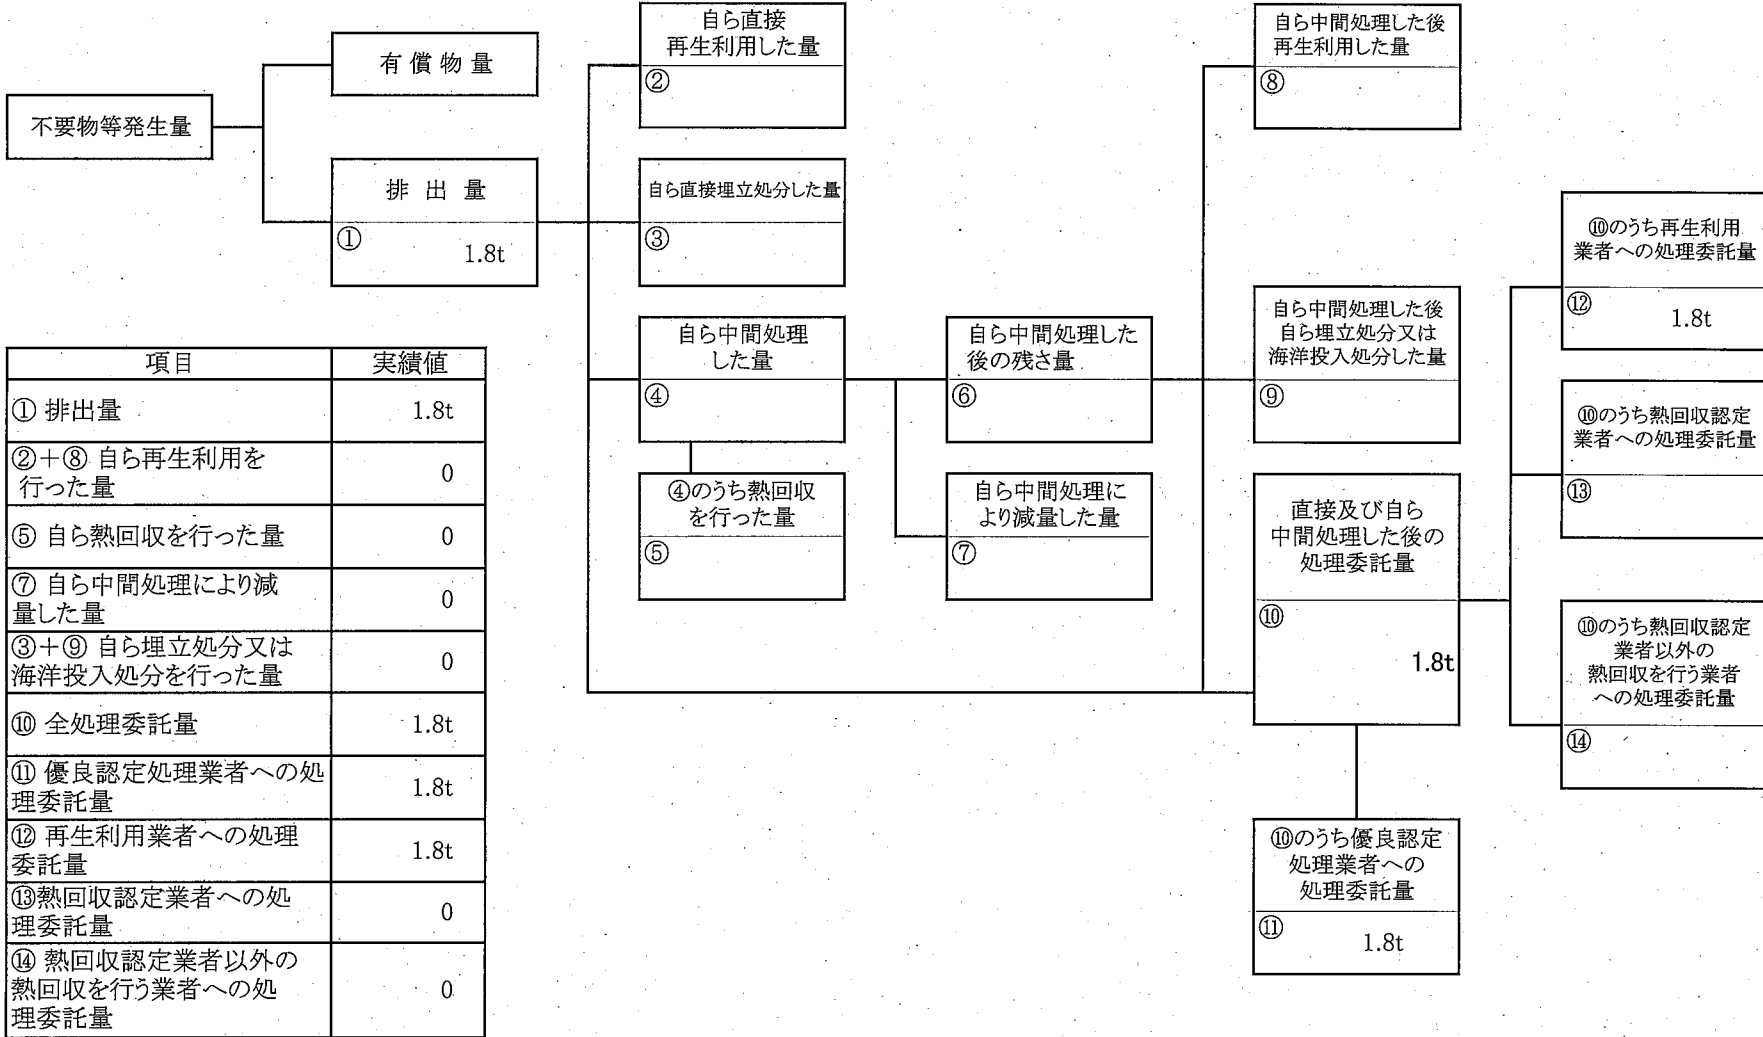 不要物等発生量
有償物量
排出量
①
1.8t
自ら直接
再生利用した量
②
自ら直接埋立処分した量
③
自ら中間処理
した量
④
④のうち熱回収
を行った量
⑤
自ら中間処理した
後の残さ量
⑥
自ら中間処理に
より減量した量
⑦
自ら中間処理した後
再生利用した量
⑧
自ら中間処理した後
自ら埋立処分又は
海洋投入処分した量
⑨
直接及び自ら
中間処理した後の
処理委託量
⑩
1.8t
⑩のうち優良認定
処理業者への
処理委託量
⑪
1.8t
⑩のうち再生利用
業者への処理委託量
⑫
1.8t
⑩のうち熱回収認定
業者への処理委託量
⑬
⑩のうち熱回収認定
業者以外の
熱回収を行う業者
への処理委託量
⑭
項目 実績値
① 排出量 1.8t
②+⑧ 自ら再生利用を
行った量 0
⑤ 自ら熱回収を行った量 0
⑦ 自ら中間処理により減
量した量 0
③+⑨ 自ら埋立処分又は
海洋投入処分を行った量 0
⑩ 全処理委託量 1.8t
⑪ 優良認定処理業者への処
理委託量 1.8t
⑫ 再生利用業者への処理
委託量 1.8t
⑬熱回収認定業者への処
理委託量 0
⑭ 熱回収認定業者以外の
熱回収を行う業者への処
理委託量 0